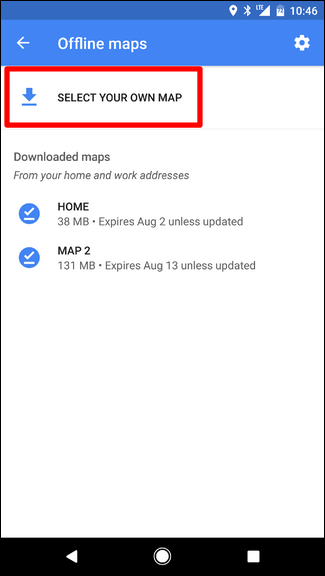 LTE 72 10:46
Offline maps
SELECT YOUR OWN MAP
Downloaded maps
From your home and work addresses
HOME
38 MB • Expires Aug 2 unless updated
MAP 2
131 MB • Expires Aug 13 unless updated